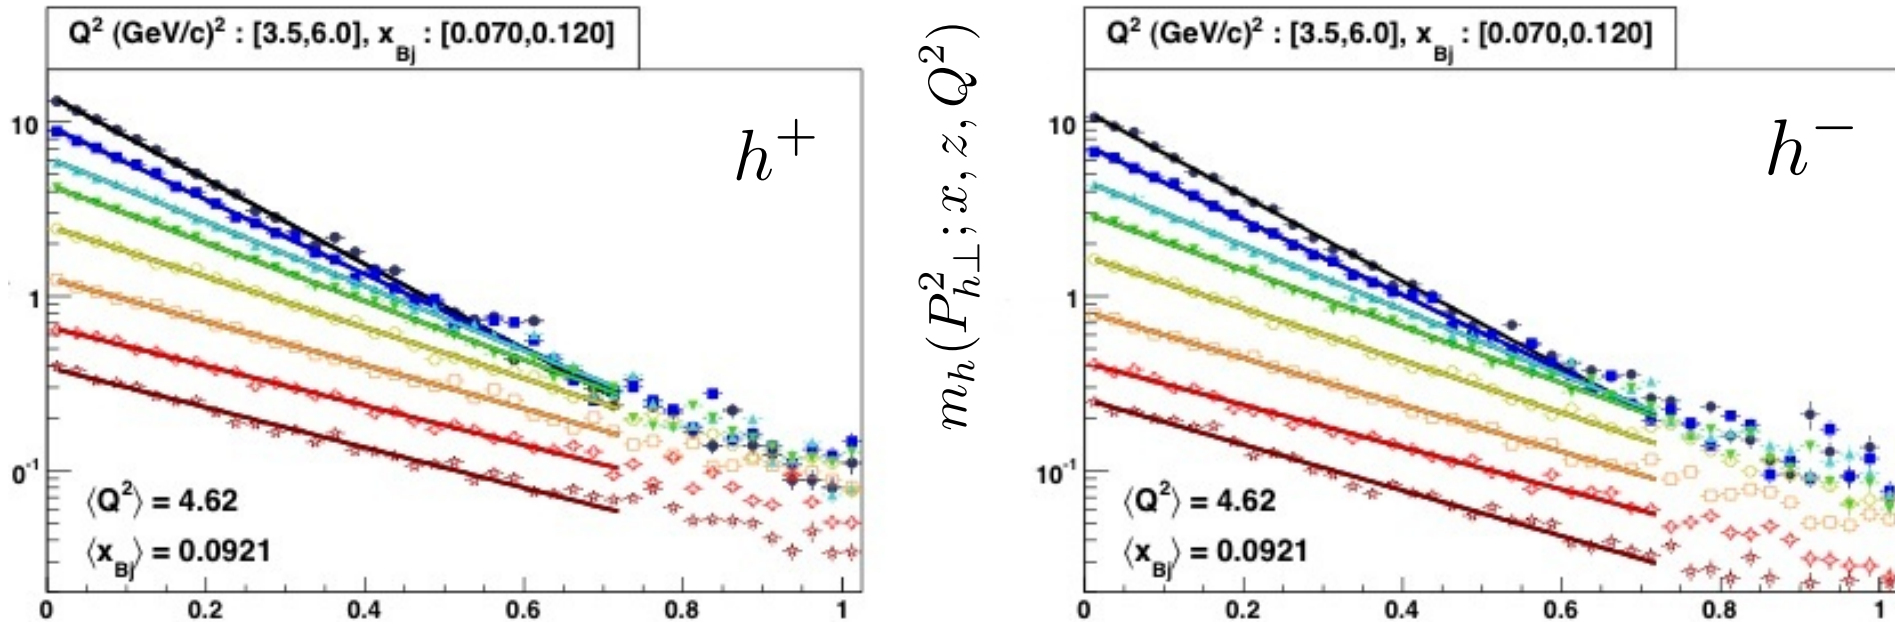 Q² (GeV/c)² : [3.5,6.0], x_Bj : [0.070,0.120]
10
1
10⁻¹
h⁺
⟨Q²⟩ = 4.62
⟨x_Bj⟩ = 0.0921
0 0.2 0.4 0.6 0.8 1
m_h(P²_h⊥; x, z, Q²)
Q² (GeV/c)² : [3.5,6.0], x_Bj : [0.070,0.120]
10
1
10⁻¹
h⁻
⟨Q²⟩ = 4.62
⟨x_Bj⟩ = 0.0921
0 0.2 0.4 0.6 0.8 1